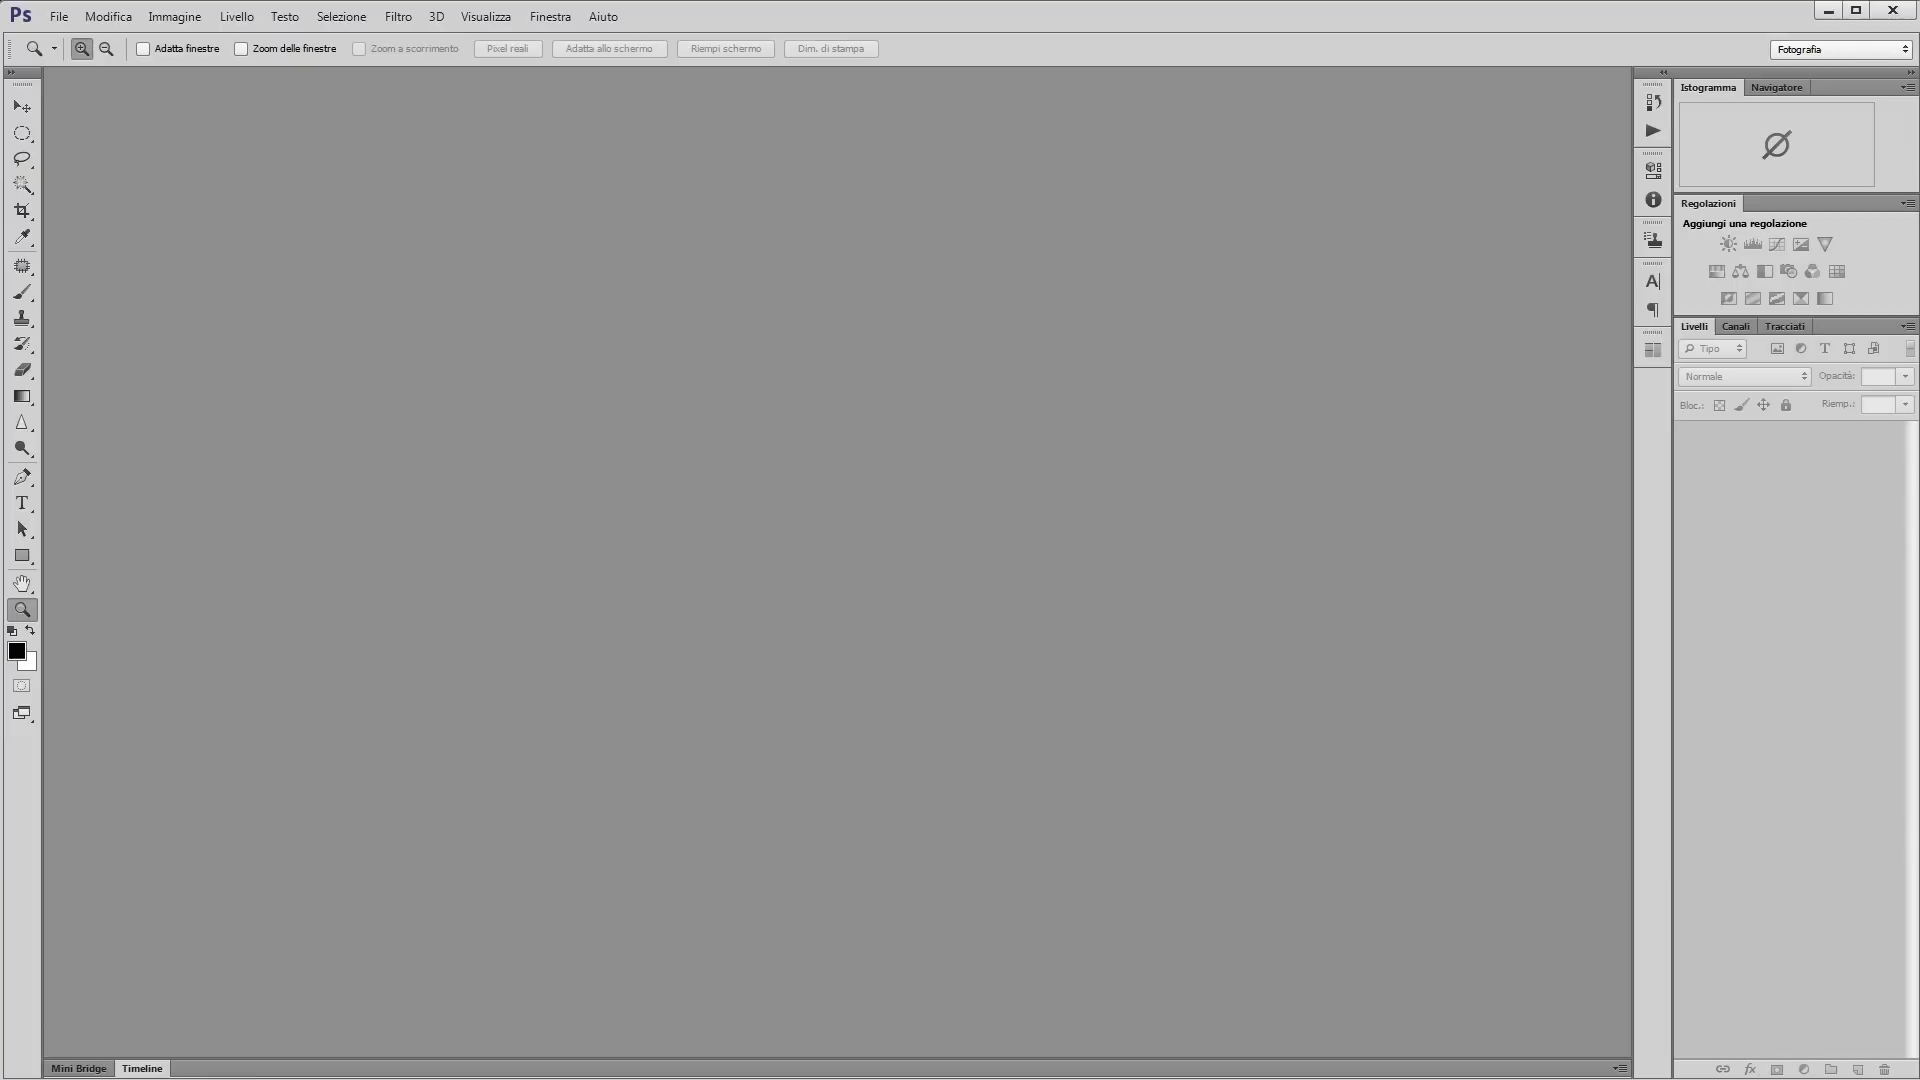 Ps File Modifica Immagine Livello Testo Selezione Filtro 3D Visualizza Finestra Aiuto
Adatta finestre Zoom delle finestre Zoom a scorrimento Pixel reali Adatta allo schermo Riempi schermo Dim. di stampa Fotografia
Istogramma Navigatore
Regolazioni
Aggiungi una regolazione
Livelli Canali Tracciati
Tipo
Normale Opacità:
Bloc.: Riemp.:
Mini Bridge Timeline